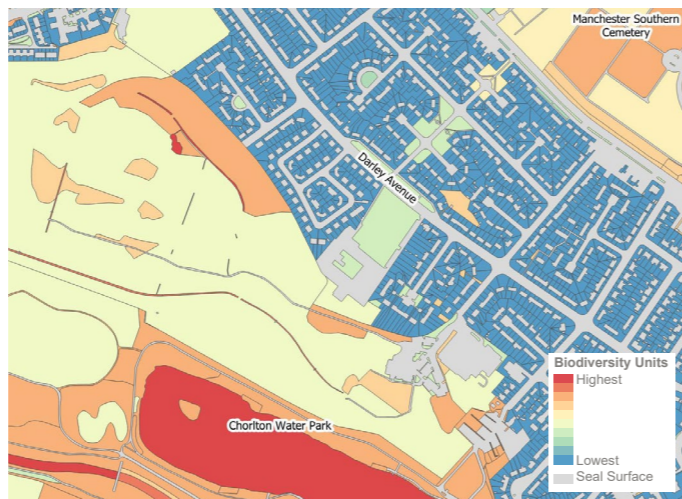 Manchester Southern
Cemetery
Darley Avenue
Chorlton Water Park
Biodiversity Units
Highest
Lowest
Seal Surface